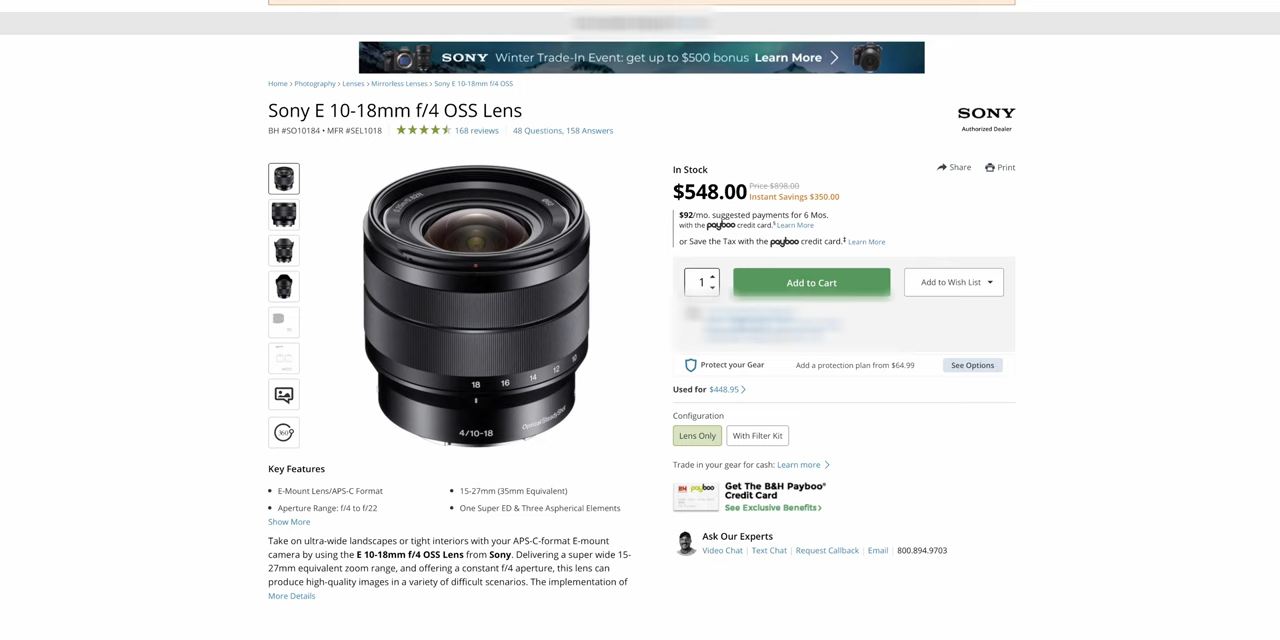 SONY Winter Trade-In Event: get up to $500 bonus Learn More
Home › Photography › Lenses › Mirrorless Lenses › Sony E 10-18mm f/4 OSS
Sony E 10-18mm f/4 OSS Lens
BH #SO10184 • MFR #SEL1018 168 reviews 48 Questions, 158 Answers
SONY
Authorized Dealer
18 16 14 12 10
Optical SteadyShot
4/10-18
360
Key Features
• E-Mount Lens/APS-C Format
• 15-27mm (35mm Equivalent)
• Aperture Range: f/4 to f/22
• One Super ED & Three Aspherical Elements
Show More
Take on ultra-wide landscapes or tight interiors with your APS-C-format E-mount
camera by using the E 10-18mm f/4 OSS Lens from Sony. Delivering a super wide 15-
27mm equivalent zoom range, and offering a constant f/4 aperture, this lens can
produce high-quality images in a variety of difficult scenarios. The implementation of
More Details
In Stock
Share Print
$548.00 Price $898.00
Instant Savings $350.00
$92/mo. suggested payments for 6 Mos.
with the payboo credit card.§ Learn More
or Save the Tax with the payboo credit card.‡ Learn More
1 Add to Cart Add to Wish List
Protect your Gear Add a protection plan from $64.99 See Options
Used for $448.95
Configuration
Lens Only With Filter Kit
Trade in your gear for cash: Learn more
BH payboo
Get The B&H Payboo®
Credit Card
See Exclusive Benefits
Ask Our Experts
Video Chat | Text Chat | Request Callback | Email | 800.894.9703